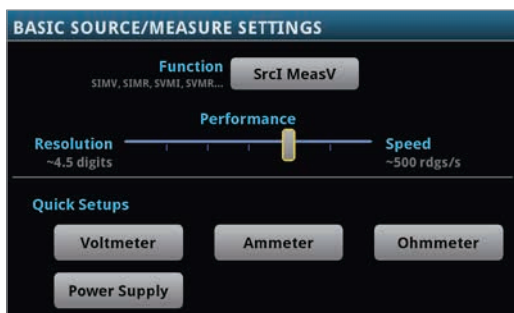 BASIC SOURCE/MEASURE SETTINGS
Function
SIMV, SIMR, SVMI, SVMR...
SrcI MeasV
Performance
Resolution
~4.5 digits
Speed
~500 rdgs/s
Quick Setups
Voltmeter
Ammeter
Ohmmeter
Power Supply